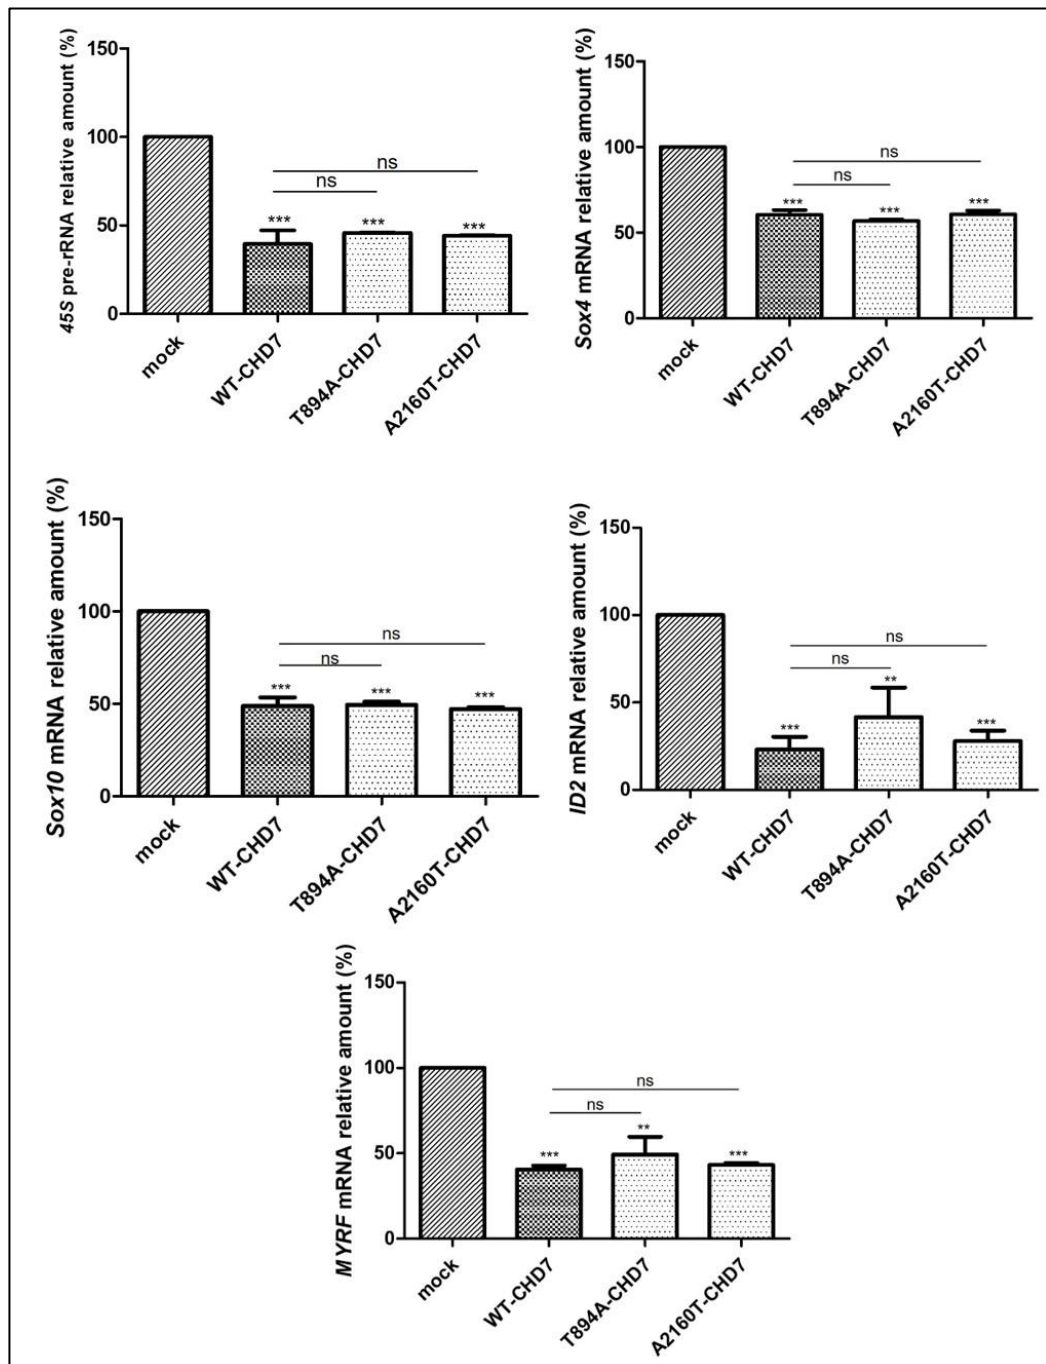 45S pre-rRNA relative amount (%)
150
100
50
0
ns
ns
***
***
***
mock
WT-CHD7
T894A-CHD7
A2160T-CHD7
Sox4 mRNA relative amount (%)
150
100
50
0
ns
ns
***
***
***
mock
WT-CHD7
T894A-CHD7
A2160T-CHD7
Sox10 mRNA relative amount (%)
150
100
50
0
ns
ns
***
***
***
mock
WT-CHD7
T894A-CHD7
A2160T-CHD7
ID2 mRNA relative amount (%)
150
100
50
0
ns
ns
**
***
***
mock
WT-CHD7
T894A-CHD7
A2160T-CHD7
MYRF mRNA relative amount (%)
150
100
50
0
ns
ns
**
***
***
mock
WT-CHD7
T894A-CHD7
A2160T-CHD7